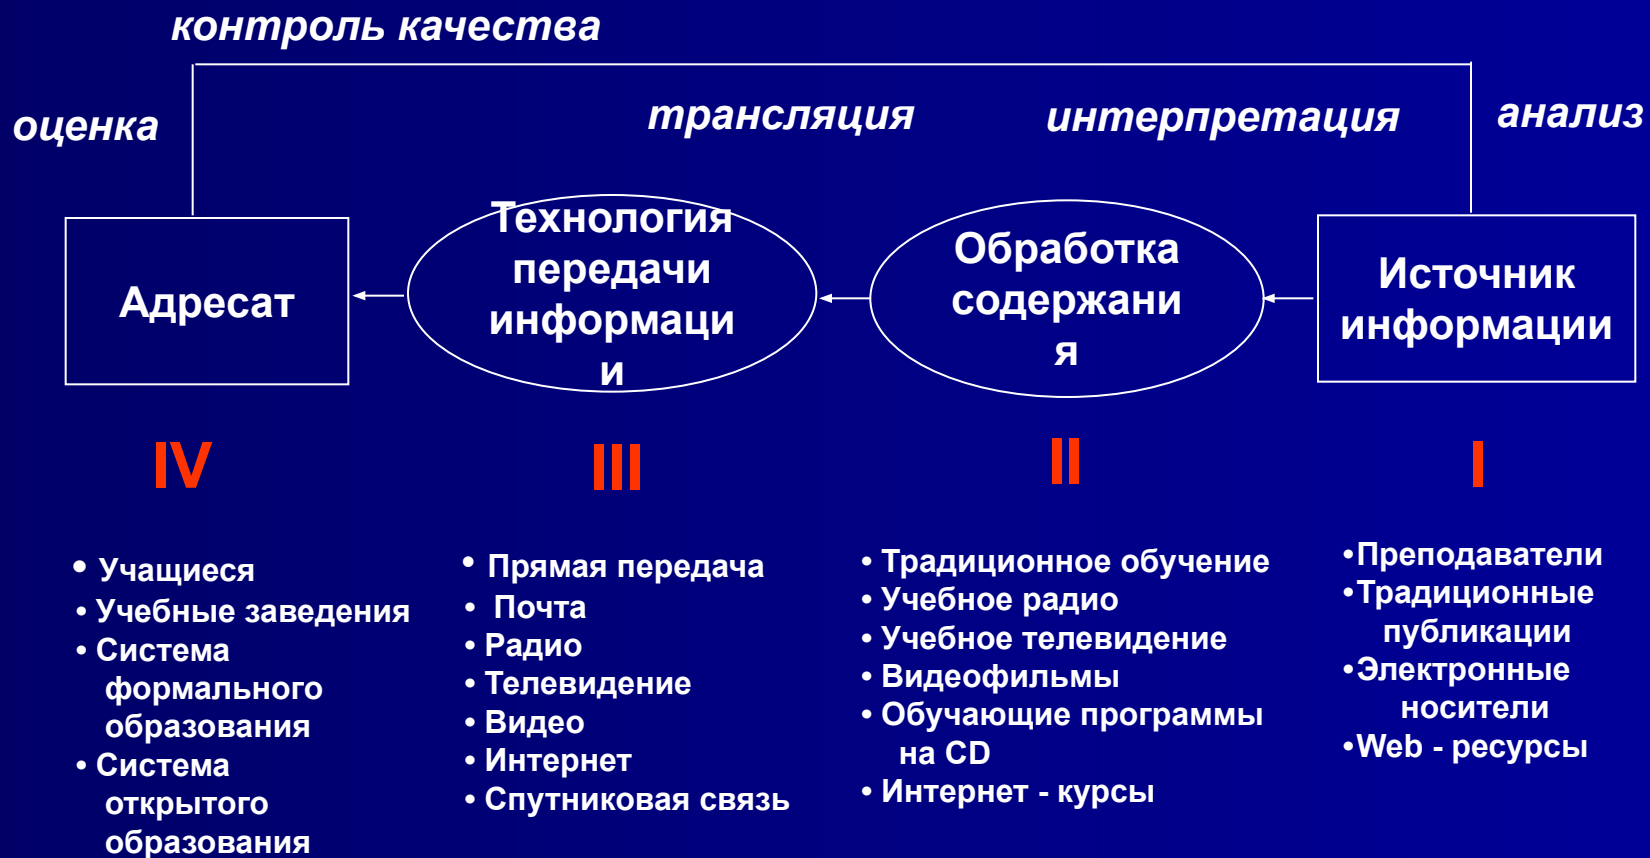 контроль качества
оценка
трансляция
интерпретация
анализ
Адресат
Технология
передачи
информаци
и
Обработка
содержани
я
Источник
информации
IV
III
II
I
• Учащиеся
• Учебные заведения
• Система
формального
образования
• Система
открытого
образования
• Прямая передача
• Почта
• Радио
• Телевидение
• Видео
• Интернет
• Спутниковая связь
• Традиционное обучение
• Учебное радио
• Учебное телевидение
• Видеофильмы
• Обучающие программы
на CD
• Интернет - курсы
•Преподаватели
•Традиционные
публикации
•Электронные
носители
•Web - ресурсы